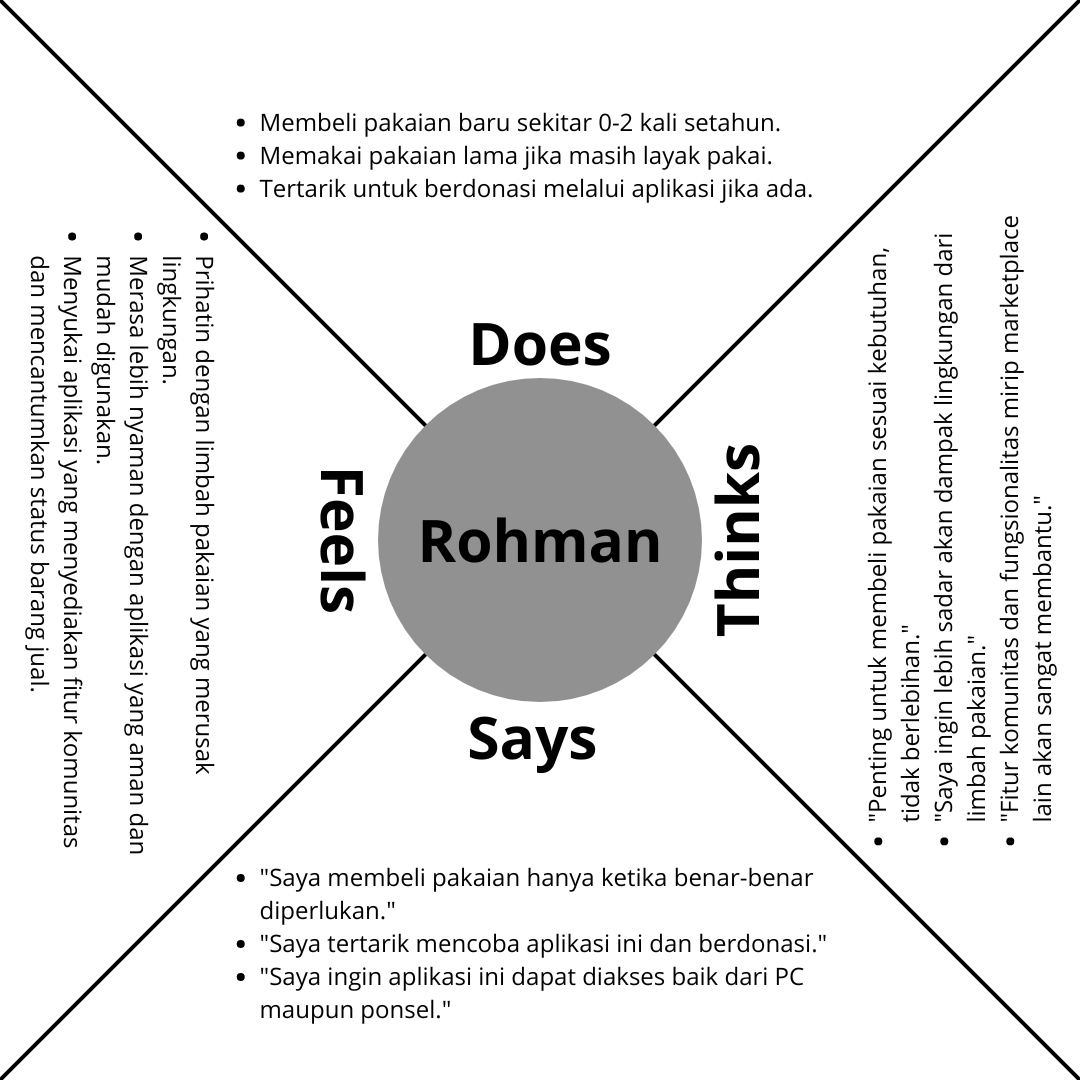 • Membeli pakaian baru sekitar 0-2 kali setahun.
• Memakai pakaian lama jika masih layak pakai.
• Tertarik untuk berdonasi melalui aplikasi jika ada.
Does
• Prihatin dengan limbah pakaian yang merusak
lingkungan.
• Merasa lebih nyaman dengan aplikasi yang aman dan
mudah digunakan.
• Menyukai aplikasi yang menyediakan fitur komunitas
dan mencantumkan status barang jual.
Feels
Rohman
Thinks
• "Penting untuk membeli pakaian sesuai kebutuhan,
tidak berlebihan."
• "Saya ingin lebih sadar akan dampak lingkungan dari
limbah pakaian."
• "Fitur komunitas dan fungsionalitas mirip marketplace
lain akan sangat membantu."
Says
• "Saya membeli pakaian hanya ketika benar-benar
diperlukan."
• "Saya tertarik mencoba aplikasi ini dan berdonasi."
• "Saya ingin aplikasi ini dapat diakses baik dari PC
maupun ponsel."